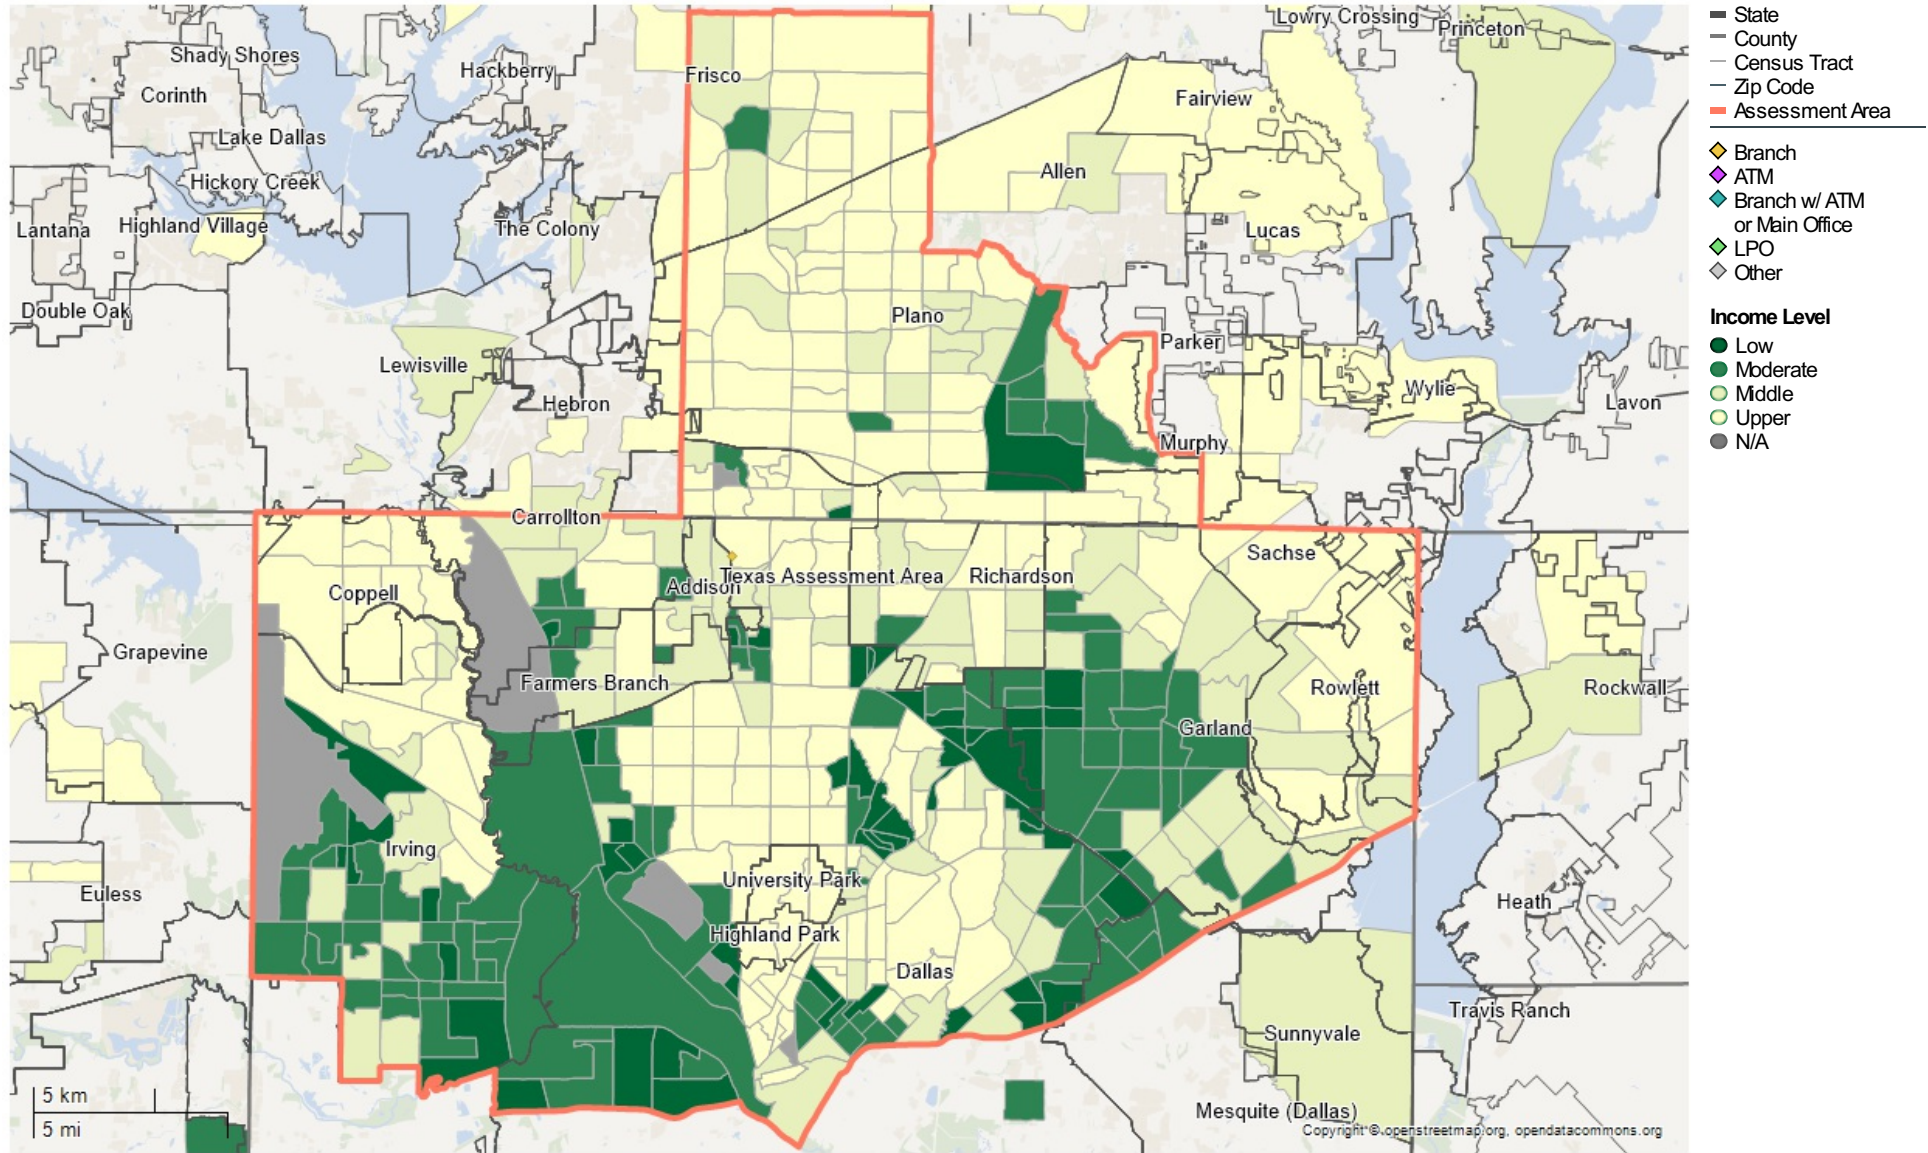 Lowry Crossing
Princeton
Shady Shores
Hackberry
Frisco
Corinth
Fairview
Lake Dallas
Allen
Hickory Creek
Lantana
Highland Village
The Colony
Lucas
Double Oak
Plano
Parker
Lewisville
Wylie
Hebron
Lavon
Murphy
Carrollton
Sachse
Coppell
Addison
Texas Assessment Area
Richardson
Grapevine
Farmers Branch
Rowlett
Rockwall
Garland
Irving
University Park
Euless
Heath
Highland Park
Dallas
Travis Ranch
Sunnyvale
5 km
5 mi
Mesquite (Dallas)
Copyright © openstreetmap.org, opendatacommons.org
State
County
Census Tract
Zip Code
Assessment Area
Branch
ATM
Branch w/ ATM
or Main Office
LPO
Other
Income Level
Low
Moderate
Middle
Upper
N/A